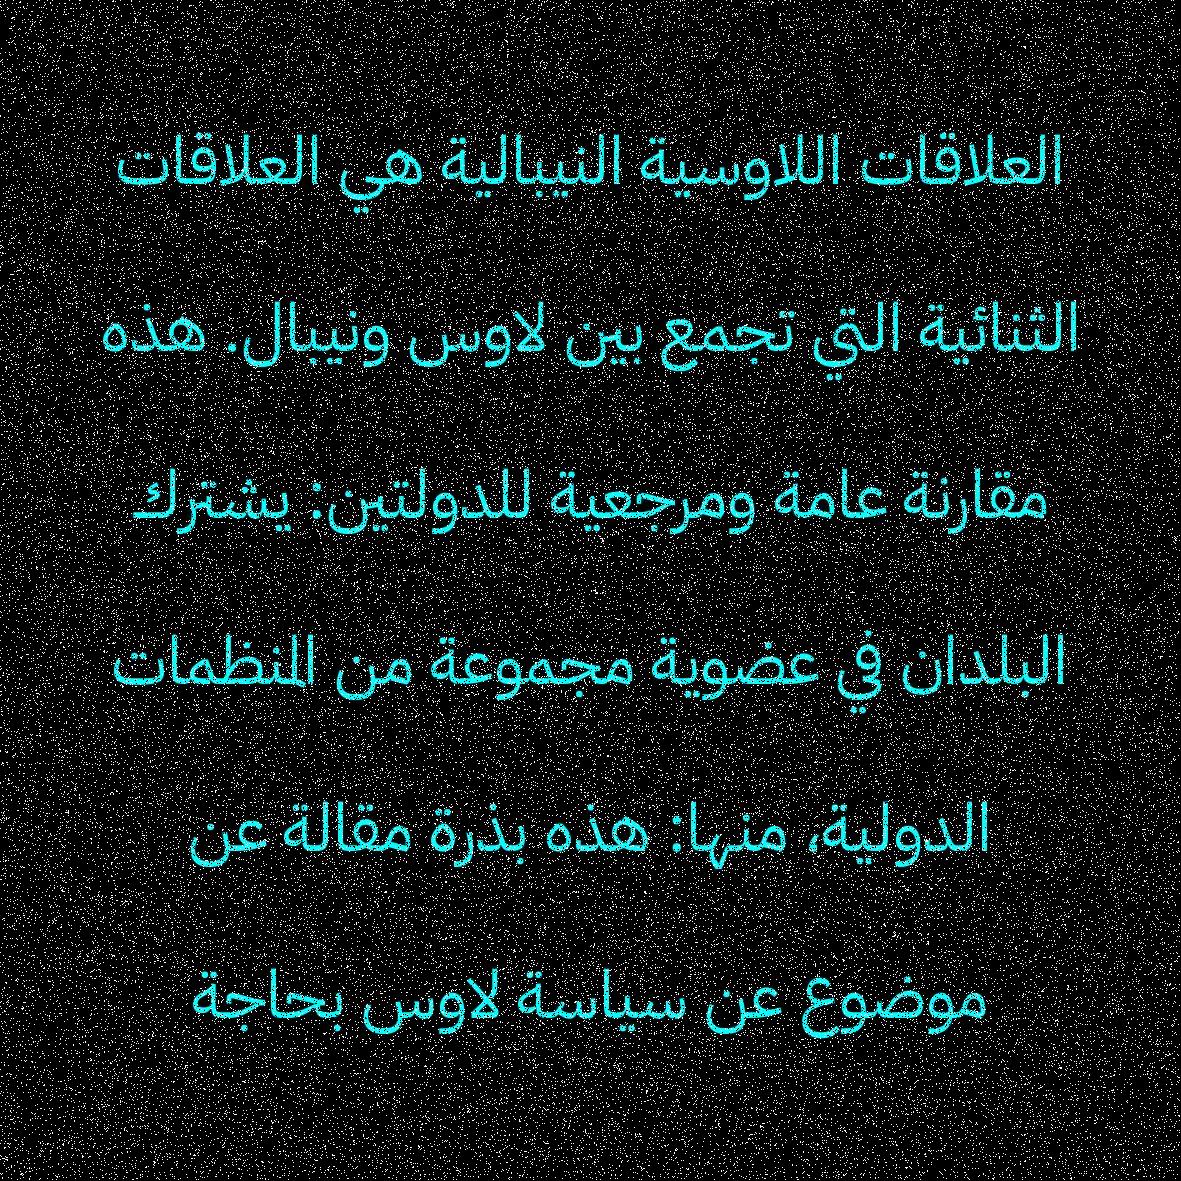 العلاقات اللاوسية النيبالية هي العلاقات
الثنائية التي تجمع بين لاوس ونيبال. هذه
مقارنة عامة ومرجعية للدولتين: يشترك
البلدان في عضوية مجموعة من المنظمات
الدولية، منها: هذه بذرة مقالة عن
موضوع عن سياسة لاوس بحاجة